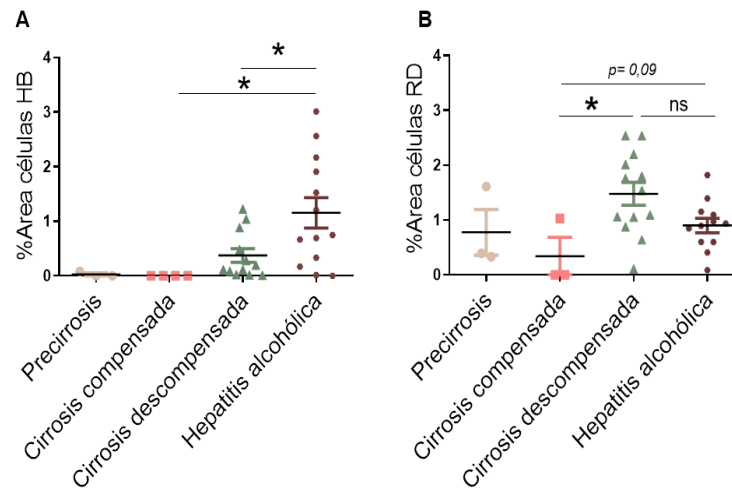 A
%Area células HB
4
3
2
1
0
*
*
Precirrosis
Cirrosis compensada
Cirrosis descompensada
Hepatitis alcohólica
B
%Area células RD
4
3
2
1
0
p= 0,09
*
ns
Precirrosis
Cirrosis compensada
Cirrosis descompensada
Hepatitis alcohólica